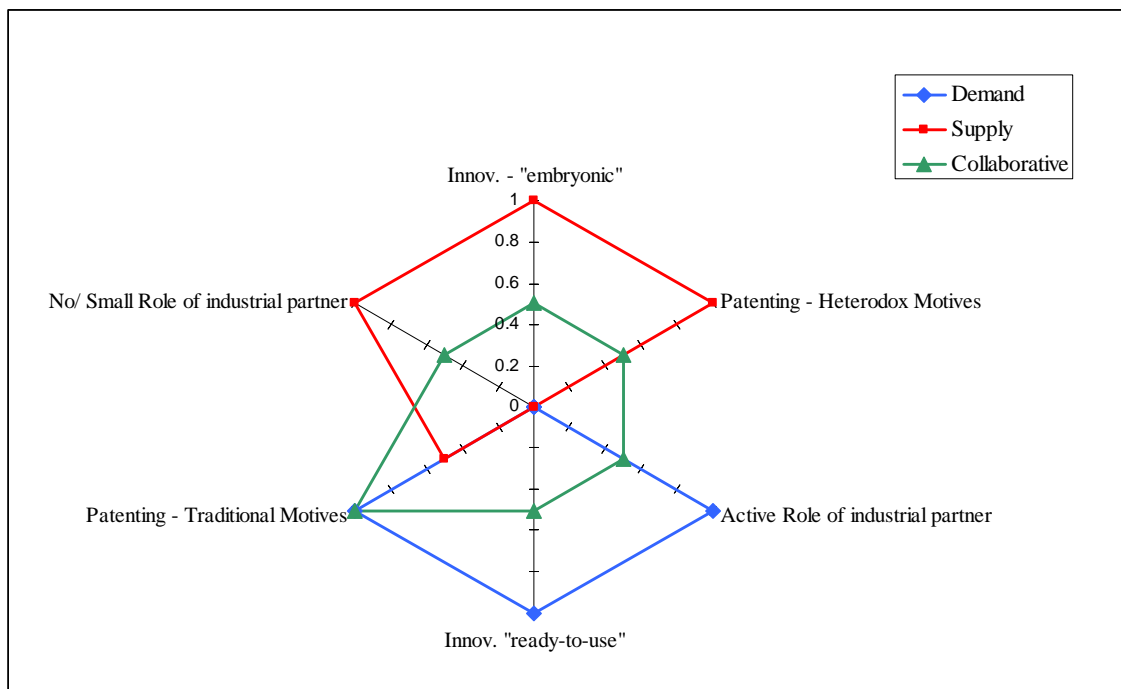 Demand
Supply
Collaborative
Innov. - "embryonic"
1
0.8
0.6
0.4
0.2
0
No/ Small Role of industrial partner
Patenting - Heterodox Motives
Patenting - Traditional Motives
Active Role of industrial partner
Innov. "ready-to-use"